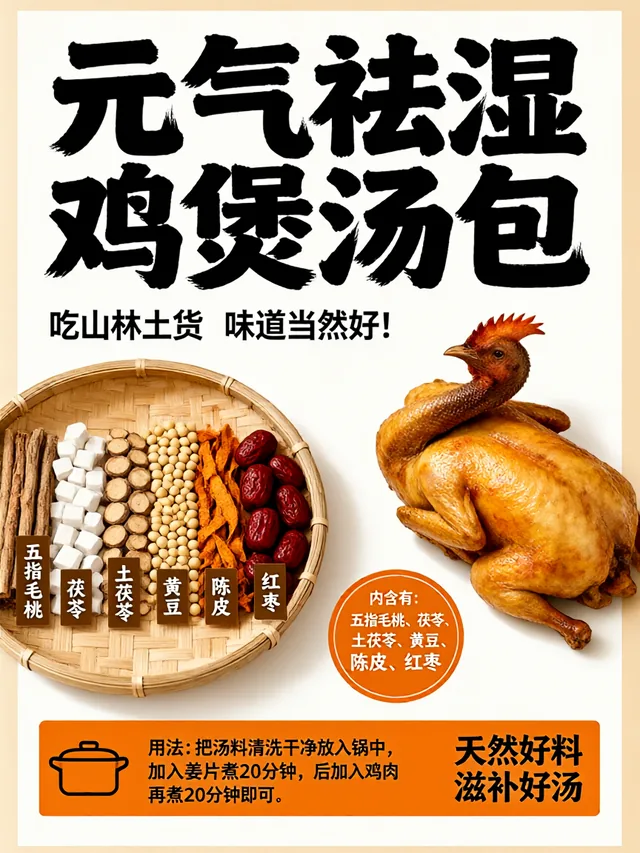 元气祛湿
鸡煲汤包
吃山林土货 味道当然好!
五指毛桃
茯苓
土茯苓
黄豆
陈皮
红枣
内含有:
五指毛桃、茯苓、
土茯苓、黄豆、
陈皮、红枣
用法:把汤料清洗干净放入锅中,
加入姜片煮20分钟,后加入鸡肉
再煮20分钟即可。
天然好料
滋补好汤